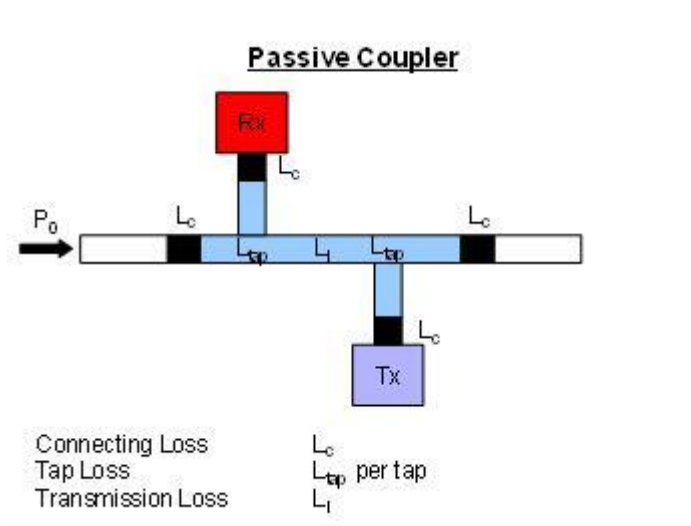 Passive Coupler
Rx
Lc
P0
Lc
Lc
Ltap
Lt
Ltap
Lc
Tx
Connecting Loss Lc
Tap Loss Ltap per tap
Transmission Loss Lt